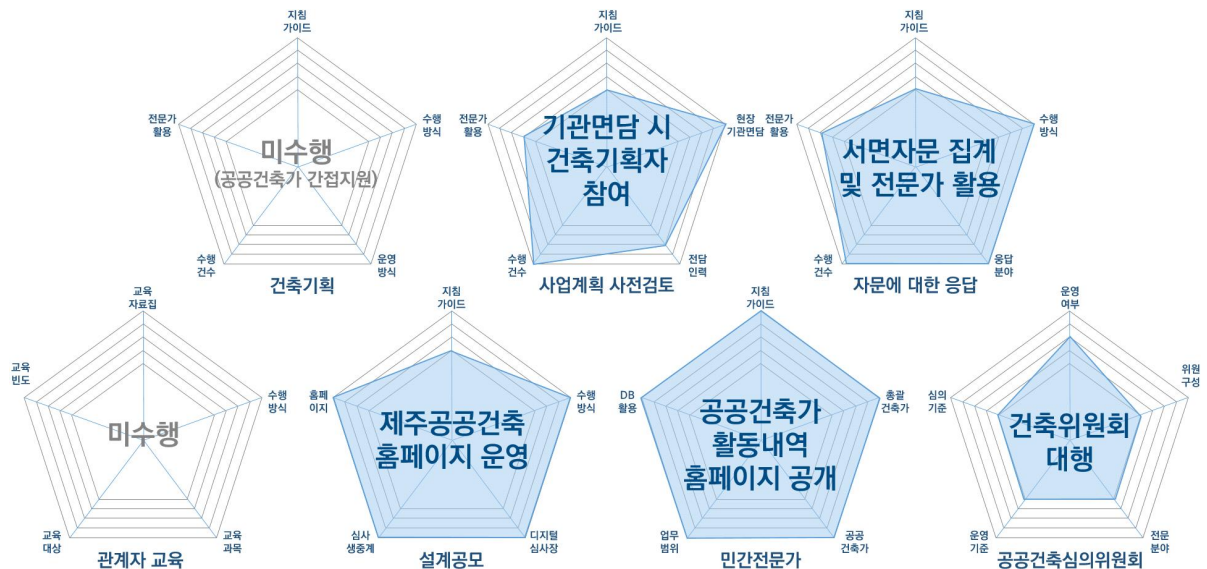 지침
가이드
전문가
활용
수행
방식
미수행
(공공건축가 간접지원)
수행
건수
운영
방식
건축기획
지침
가이드
전문가
활용
현장
기관면담
기관면담 시
건축기획자
참여
수행
건수
전담
인력
사업계획 사전검토
지침
가이드
전문가
활용
수행
방식
서면자문 집계
및 전문가 활용
수행
건수
응답
분야
자문에 대한 응답
교육
자료집
교육
빈도
수행
방식
미수행
교육
대상
교육
과목
관계자 교육
지침
가이드
홈페
이지
수행
방식
제주공공건축
홈페이지 운영
심사
생중계
디지털
심사장
설계공모
지침
가이드
DB
활용
총괄
건축가
공공건축가
활동내역
홈페이지 공개
업무
범위
공공
건축가
민간전문가
운영
여부
심의
기준
위원
구성
건축위원회
대행
운영
기준
전문
분야
공공건축심의위원회